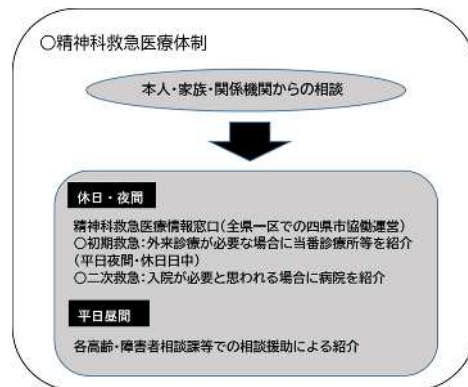 ○精神科救急医療体制
本人・家族・関係機関からの相談
休日・夜間
精神科救急医療情報窓口(全県一区での四県市協働運営)
○初期救急:外来診療が必要な場合に当番診療所等を紹介
(平日夜間・休日日中)
○二次救急:入院が必要と思われる場合に病院を紹介
平日昼間
各高齢・障害者相談課等での相談援助による紹介